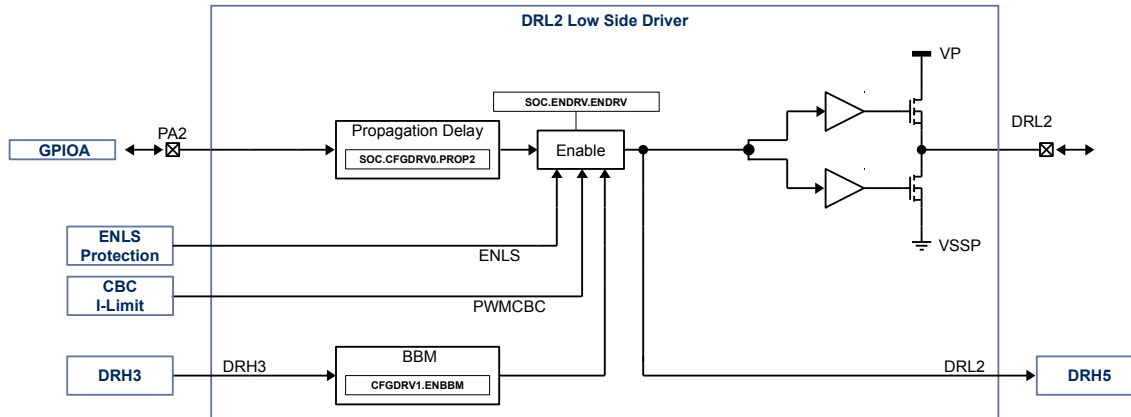 DRL2 Low Side Driver
VP
SOC.ENDRV.ENDRV
PA2
Propagation Delay
DRL2
GPIOA
SOC.CFGDRV0.PROP2
Enable
ENLS
Protection
ENLS
VSSP
CBC
I-Limit
PWMCBC
DRH3
DRH3
BBM
CFGDRV1.ENBBM
DRL2
DRH5